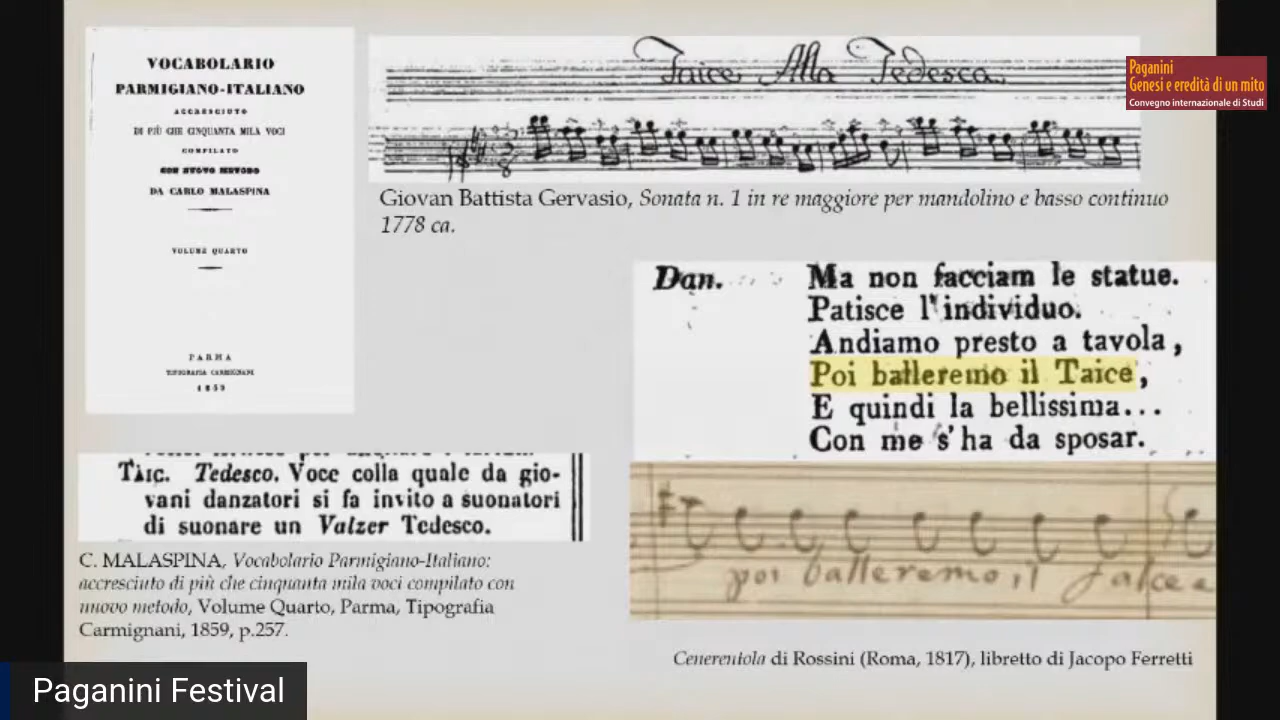 VOCABOLARIO
PARMIGIANO-ITALIANO
ACCRESCIUTO
DI PIÙ CHE CINQUANTA MILA VOCI
COMPILATO
CON NUOVO METODO
DA CARLO MALASPINA
VOLUME QUARTO
PARMA
TIPOGRAFIA CARMIGNANI
1859
Taice Alla Tedesca
Giovan Battista Gervasio, Sonata n. 1 in re maggiore per mandolino e basso continuo
1778 ca.
Paganini
Genesi e eredità di un mito
Convegno internazionale di Studi
Dan. Ma non facciam le statue.
Patisce l'individuo.
Andiamo presto a tavola,
Poi balleremo il Taice,
E quindi la bellissima...
Con me s'ha da sposar.
poi balleremo il Taice e
Cenerentola di Rossini (Roma, 1817), libretto di Jacopo Ferretti
TAIC. Tedesco. Voce colla quale da gio-
vani danzatori si fa invito a suonatori
di suonare un Valzer Tedesco.
C. MALASPINA, Vocabolario Parmigiano-Italiano:
accresciuto di più che cinquanta mila voci compilato con
nuovo metodo, Volume Quarto, Parma, Tipografia
Carmignani, 1859, p.257.
Paganini Festival